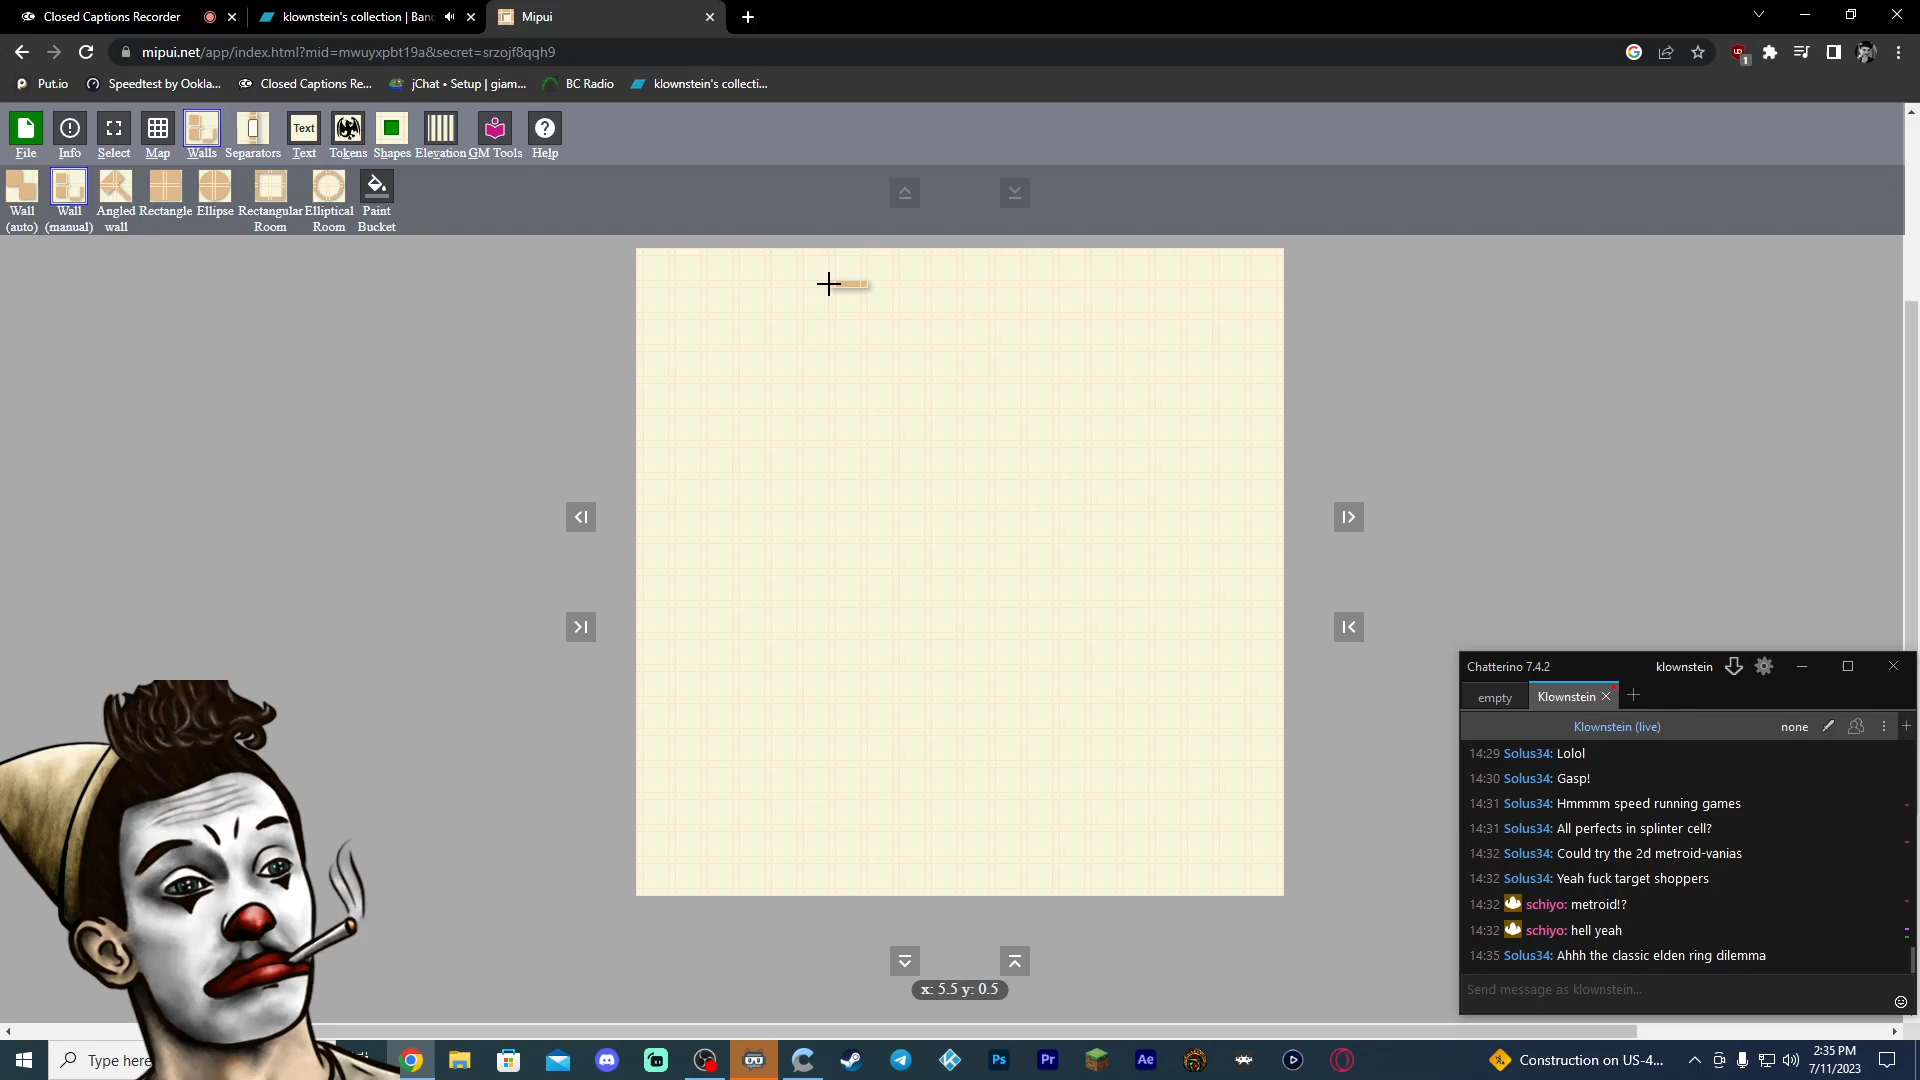 Closed Captions Recorder
klownstein's collection | Banc
Mipui
mipui.net/app/index.html?mid=mwuyxpbt19a&secret=srzojf8qqh9
1
Put.io
Speedtest by Ookla...
Closed Captions Re...
jChat • Setup | giam...
BC Radio
klownstein's collecti...
Text
File
Info
Select
Map
Walls
Separators
Text
Tokens
Shapes
Elevation
GM Tools
Help
Wall
(auto)
Wall
(manual)
Angled
wall
Rectangle
Ellipse
Rectangular
Room
Elliptical
Room
Paint
Bucket
x: 5.5 y: 0.5
Chatterino 7.4.2
klownstein
empty
Klownstein
Klownstein (live)
none
14:29 Solus34: Lolol
14:30 Solus34: Gasp!
14:31 Solus34: Hmmmm speed running games
14:31 Solus34: All perfects in splinter cell?
14:32 Solus34: Could try the 2d metroid-vanias
14:32 Solus34: Yeah fuck target shoppers
14:32 schiyo: metroid!?
14:32 schiyo: hell yeah
14:35 Solus34: Ahhh the classic elden ring dilemma
Send message as klownstein...
Type here
Ps
Pr
Ae
Construction on US-4...
2:35 PM
7/11/2023